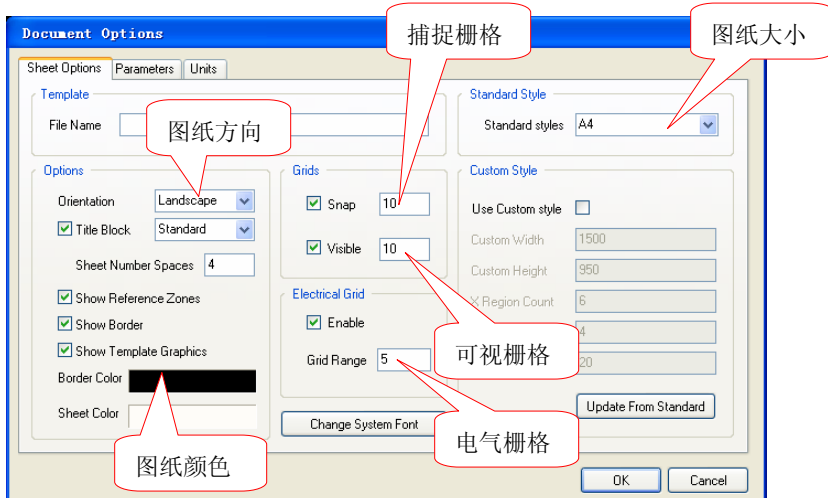 Document Options
捕捉栅格
图纸大小
Sheet Options Parameters Units
Template
File Name
图纸方向
Standard Style
Standard styles A4
Options
Orientation Landscape
Title Block Standard
Sheet Number Spaces 4
Show Reference Zones
Show Border
Show Template Graphics
Border Color
Sheet Color
图纸颜色
Grids
Snap 10
Visible 10
Electrical Grid
Enable
Grid Range 5
可视栅格
电气栅格
Change System Font
Custom Style
Use Custom style
Custom Width 1500
Custom Height 950
X Region Count 6
4
20
Update From Standard
OK Cancel